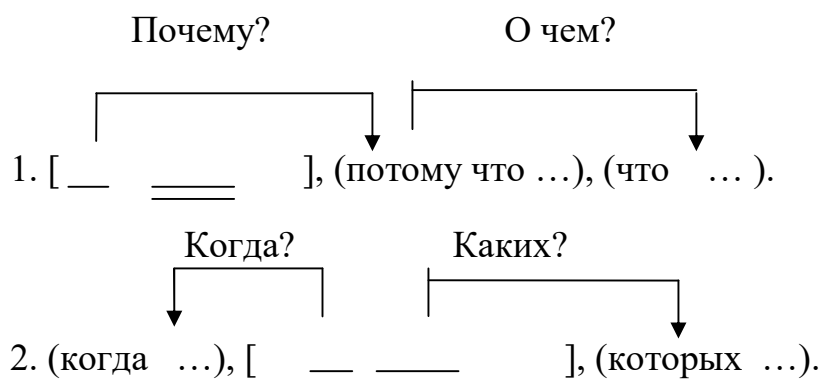 Почему? О чем?
1. [ __ ____ ], (потому что …), (что … ).
Когда? Каких?
2. (когда …), [ __ ____ ], (которых …).